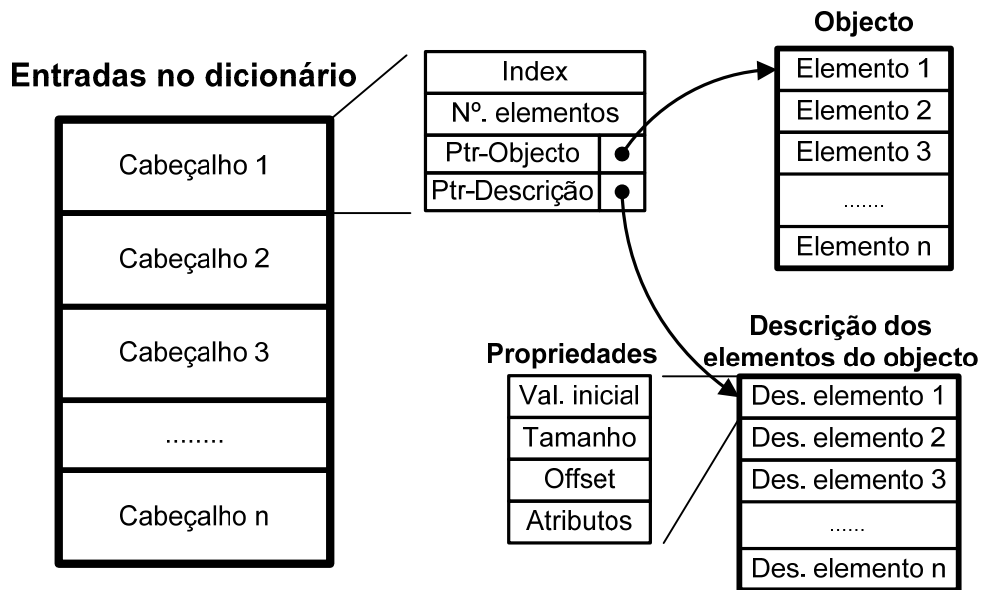 Entradas no dicionário
Cabeçalho 1
Cabeçalho 2
Cabeçalho 3
........
Cabeçalho n
Index
Nº. elementos
Ptr-Objecto
Ptr-Descrição
Objecto
Elemento 1
Elemento 2
Elemento 3
.......
Elemento n
Propriedades
Val. inicial
Tamanho
Offset
Atributos
Descrição dos
elementos do objecto
Des. elemento 1
Des. elemento 2
Des. elemento 3
......
Des. elemento n